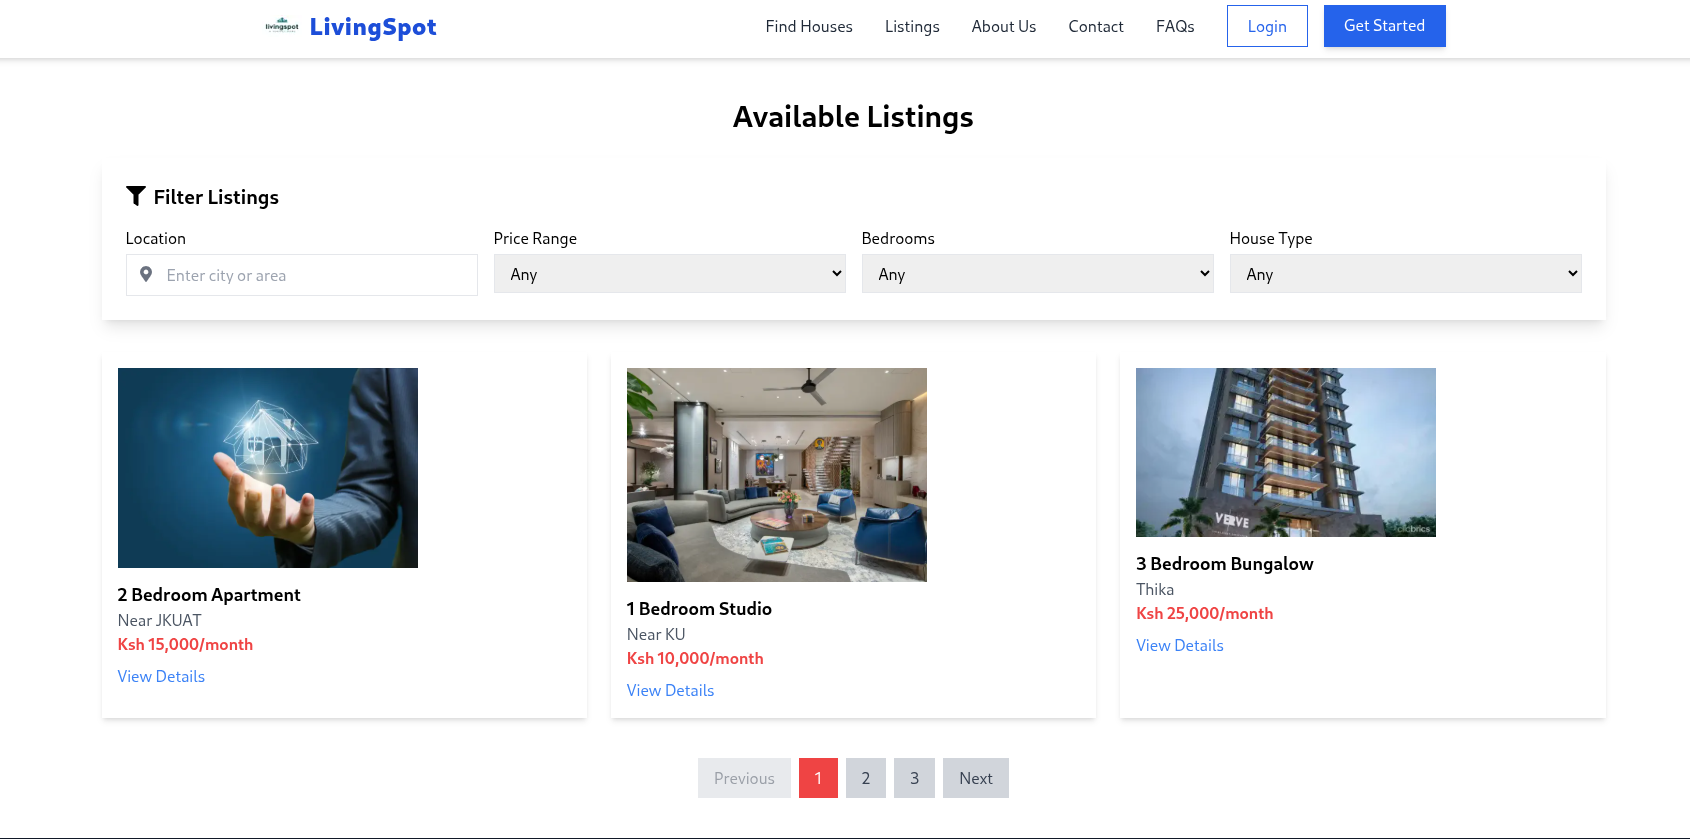 livingspot
LivingSpot
Find Houses
Listings
About Us
Contact
FAQs
Login
Get Started
Available Listings
Filter Listings
Location
Price Range
Bedrooms
House Type
Enter city or area
Any
Any
Any
2 Bedroom Apartment
Near JKUAT
Ksh 15,000/month
View Details
1 Bedroom Studio
Near KU
Ksh 10,000/month
View Details
VERVE
3 Bedroom Bungalow
Thika
Ksh 25,000/month
View Details
Previous
1
2
3
Next